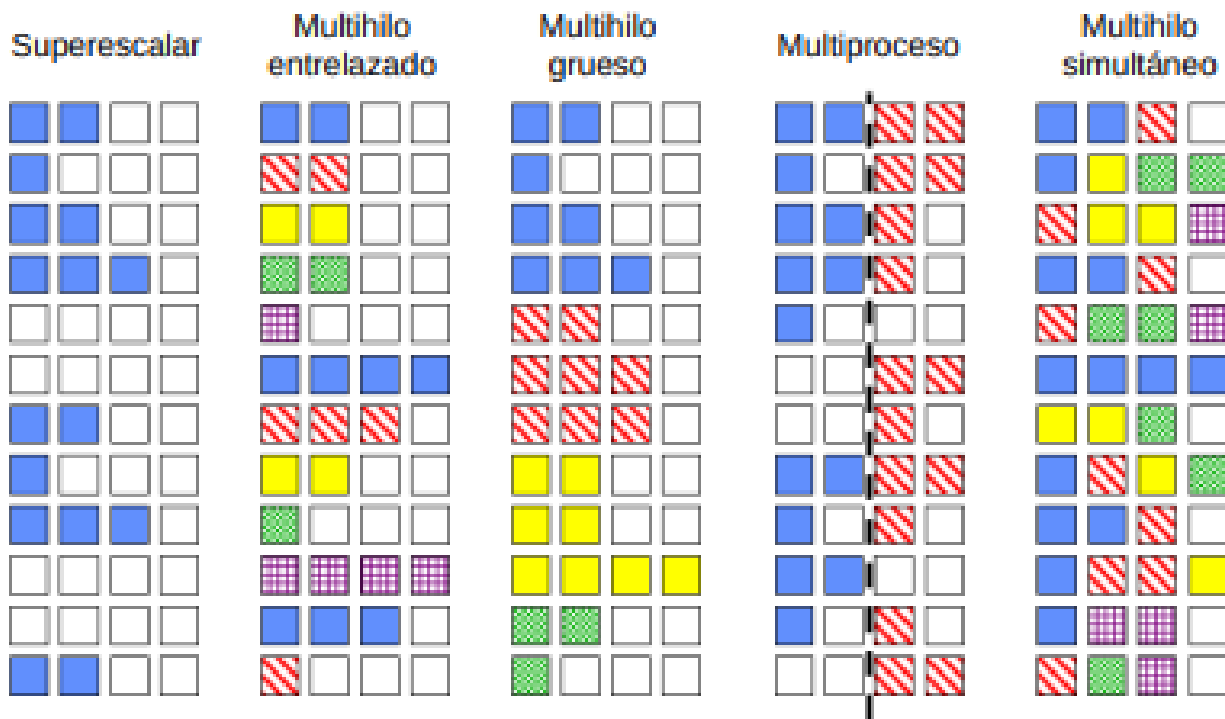 Superescalar
Multihilo
entrelazado
Multihilo
grueso
Multiproceso
Multihilo
simultáneo